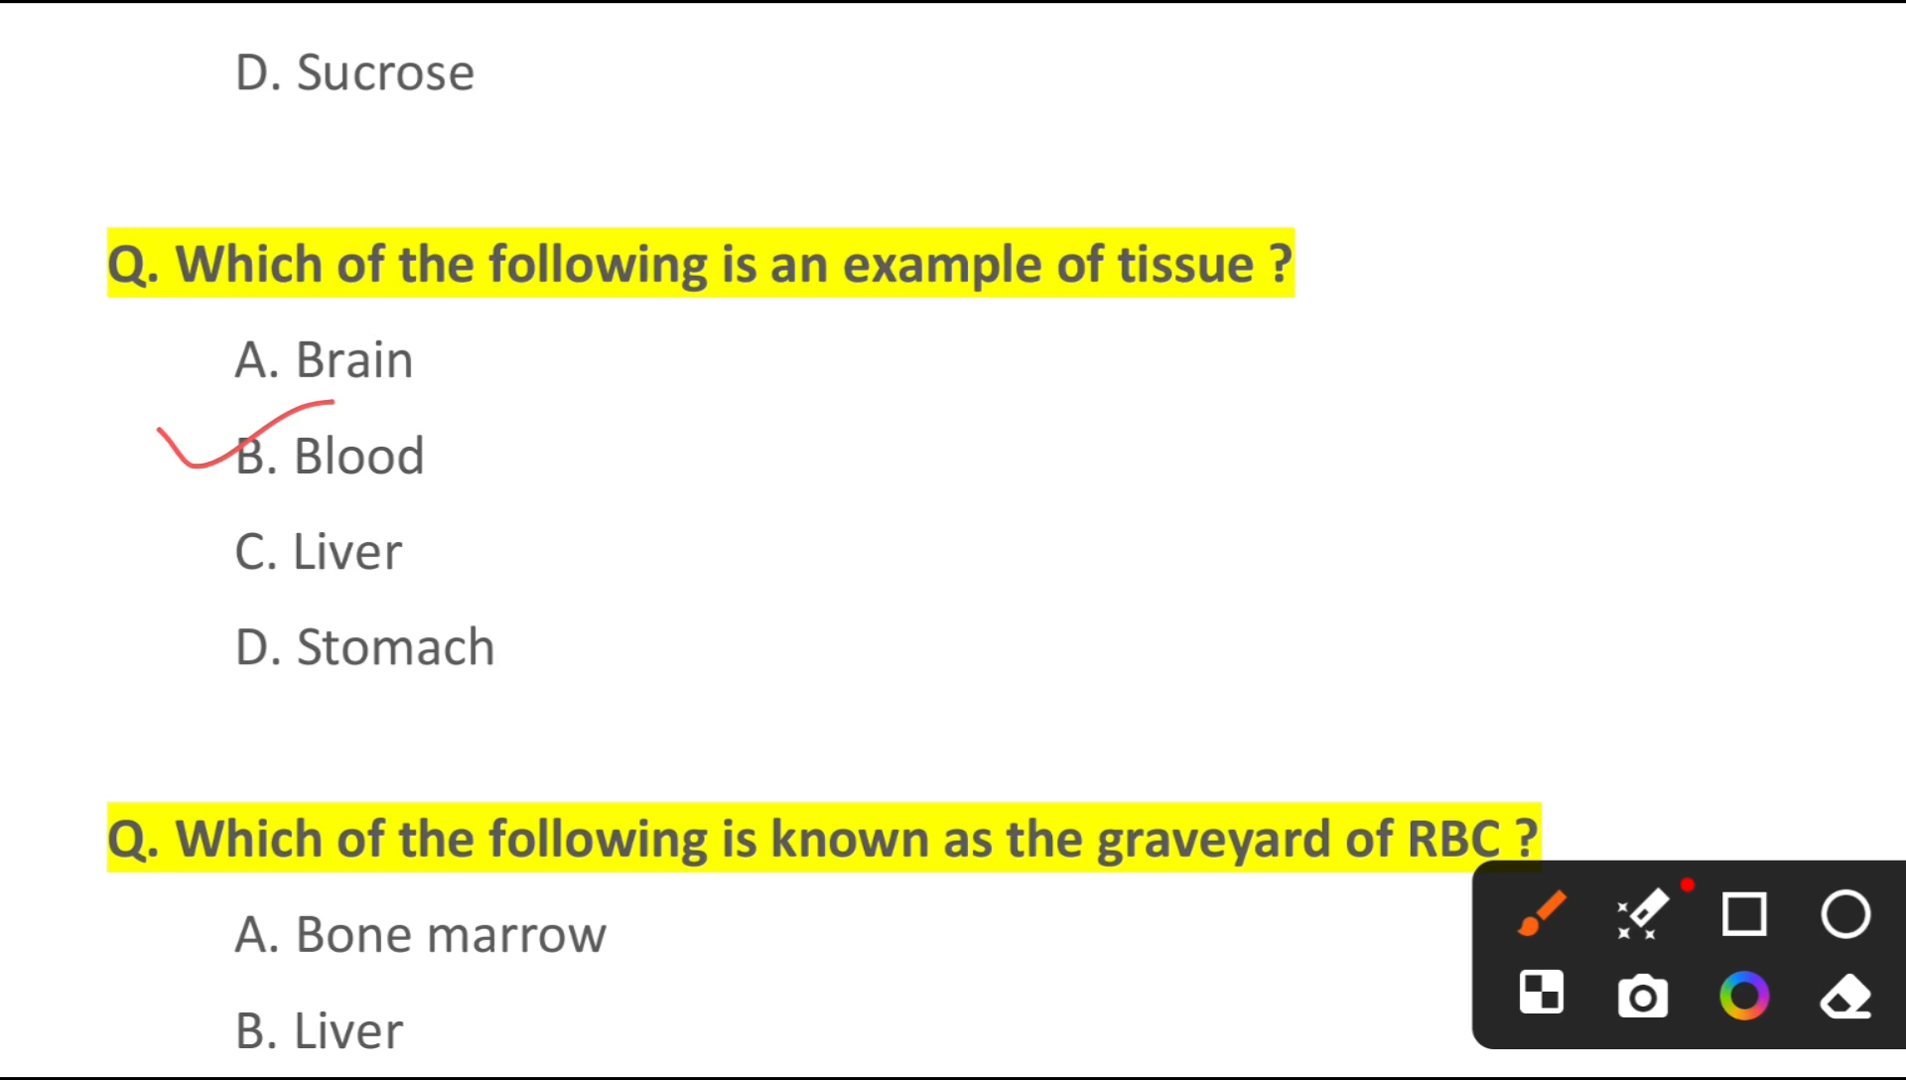 D. Sucrose
Q. Which of the following is an example of tissue ?
A. Brain
B. Blood
C. Liver
D. Stomach
Q. Which of the following is known as the graveyard of RBC ?
A. Bone marrow
B. Liver